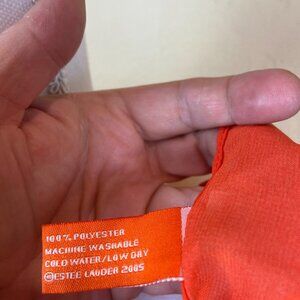 100% POLYESTER
MACHINE WASHABLE
COLD WATER/LOW DRY
©ESTEE LAUDER 2005